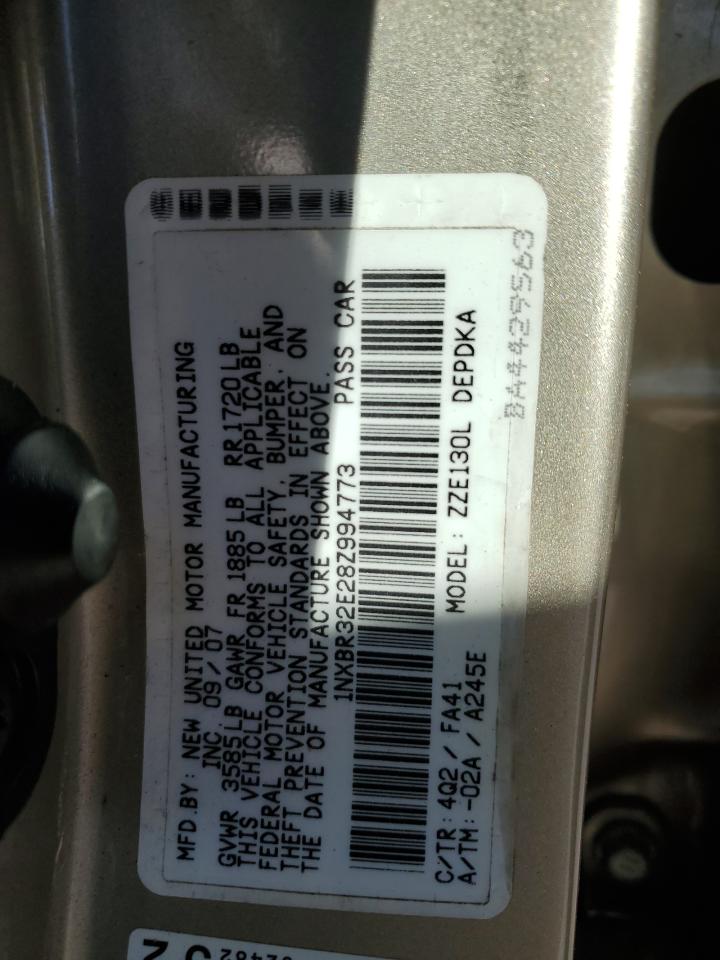 MFD.BY: NEW UNITED MOTOR MANUFACTURING
INC. 09/07
GVWR 3585LB GAWR FR 1885LB RR1720LB
THIS VEHICLE CONFORMS TO ALL APPLICABLE
FEDERAL MOTOR VEHICLE SAFETY, BUMPER, AND
THEFT PREVENTION STANDARDS IN EFFECT ON
THE DATE OF MANUFACTURE SHOWN ABOVE.
1NXBR32E28Z994773 PASS CAR
C/TR: 4Q2 / FA41 MODEL: ZZE130L DEPDKA
A/TM: -02A / A245E